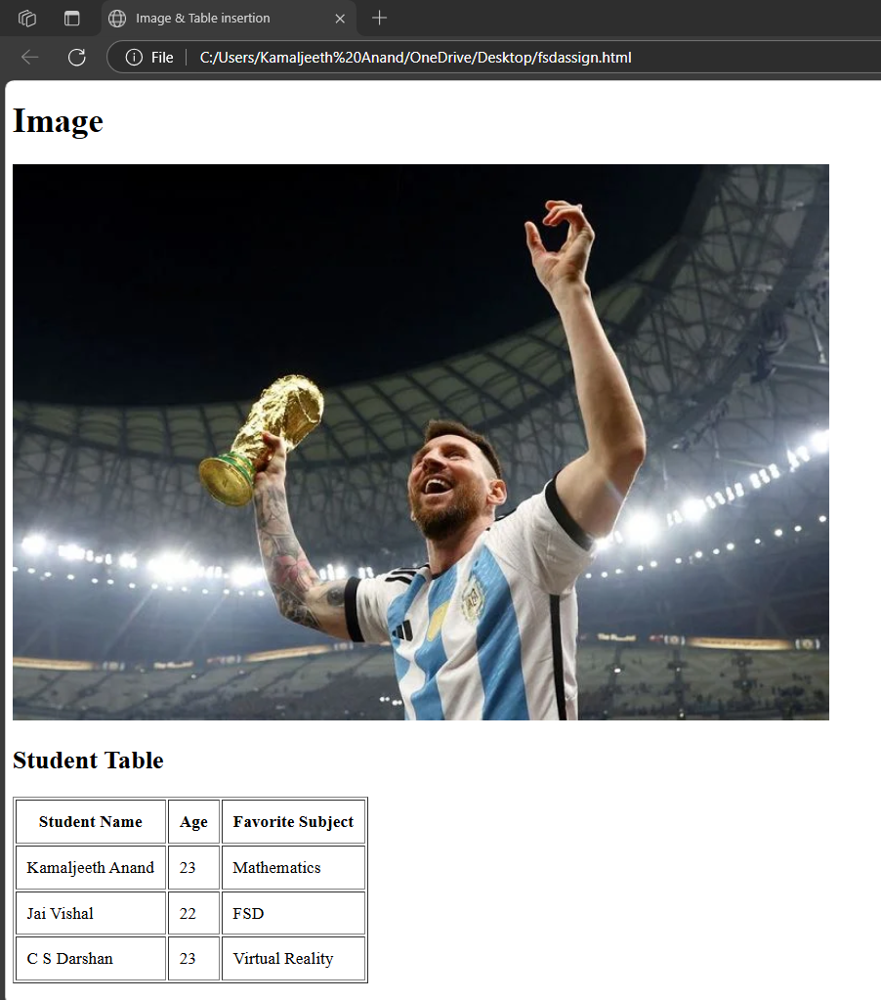 Image & Table insertion
File C:/Users/Kamaljeeth%20Anand/OneDrive/Desktop/fsdassign.html
Image
Student Table
Student Name Age Favorite Subject
Kamaljeeth Anand 23 Mathematics
Jai Vishal 22 FSD
C S Darshan 23 Virtual Reality